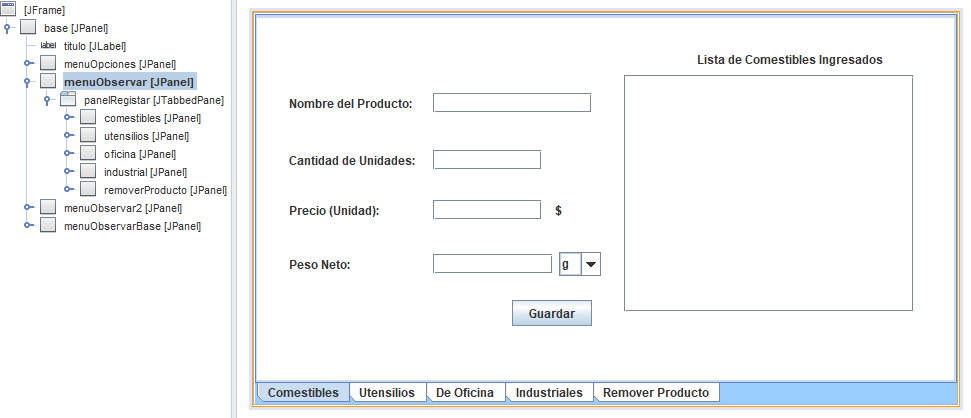 [JFrame]
base [JPanel]
label titulo [JLabel]
menuOpciones [JPanel]
menuObservar [JPanel]
panelRegistar [JTabbedPane]
comestibles [JPanel]
utensilios [JPanel]
oficina [JPanel]
industrial [JPanel]
removerProducto [JPanel]
menuObservar2 [JPanel]
menuObservarBase [JPanel]
Lista de Comestibles Ingresados
Nombre del Producto:
Cantidad de Unidades:
Precio (Unidad): $
Peso Neto: g
Guardar
Comestibles Utensilios De Oficina Industriales Remover Producto